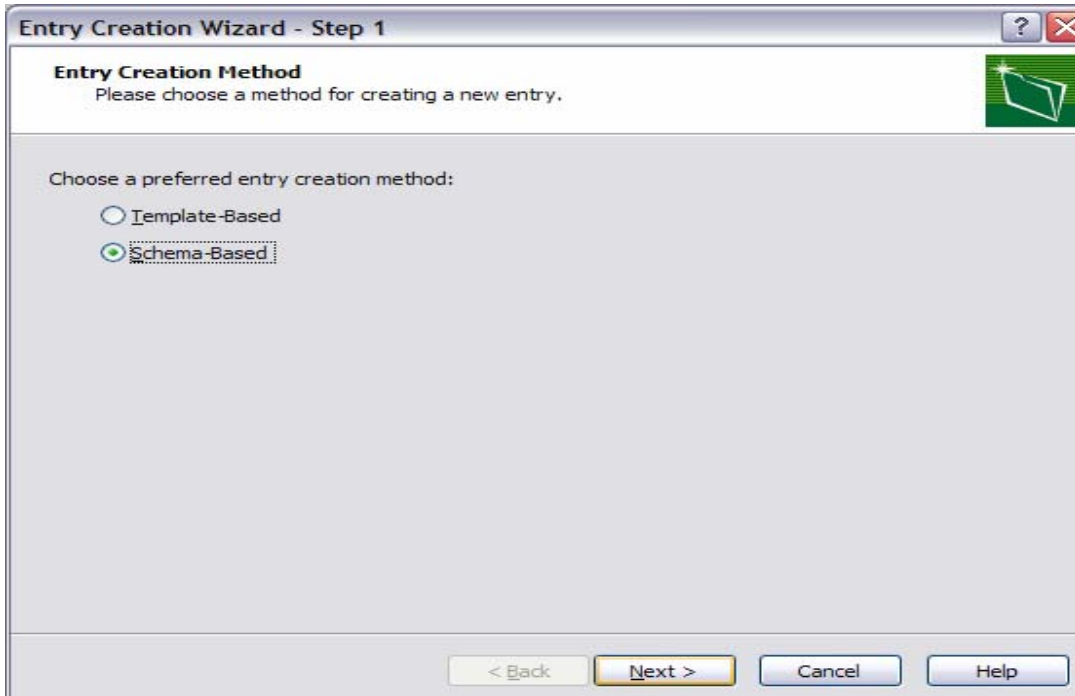 Entry Creation Wizard - Step 1
?
Entry Creation Method
Please choose a method for creating a new entry.
Choose a preferred entry creation method:
Template-Based
Schema-Based
< Back Next > Cancel Help